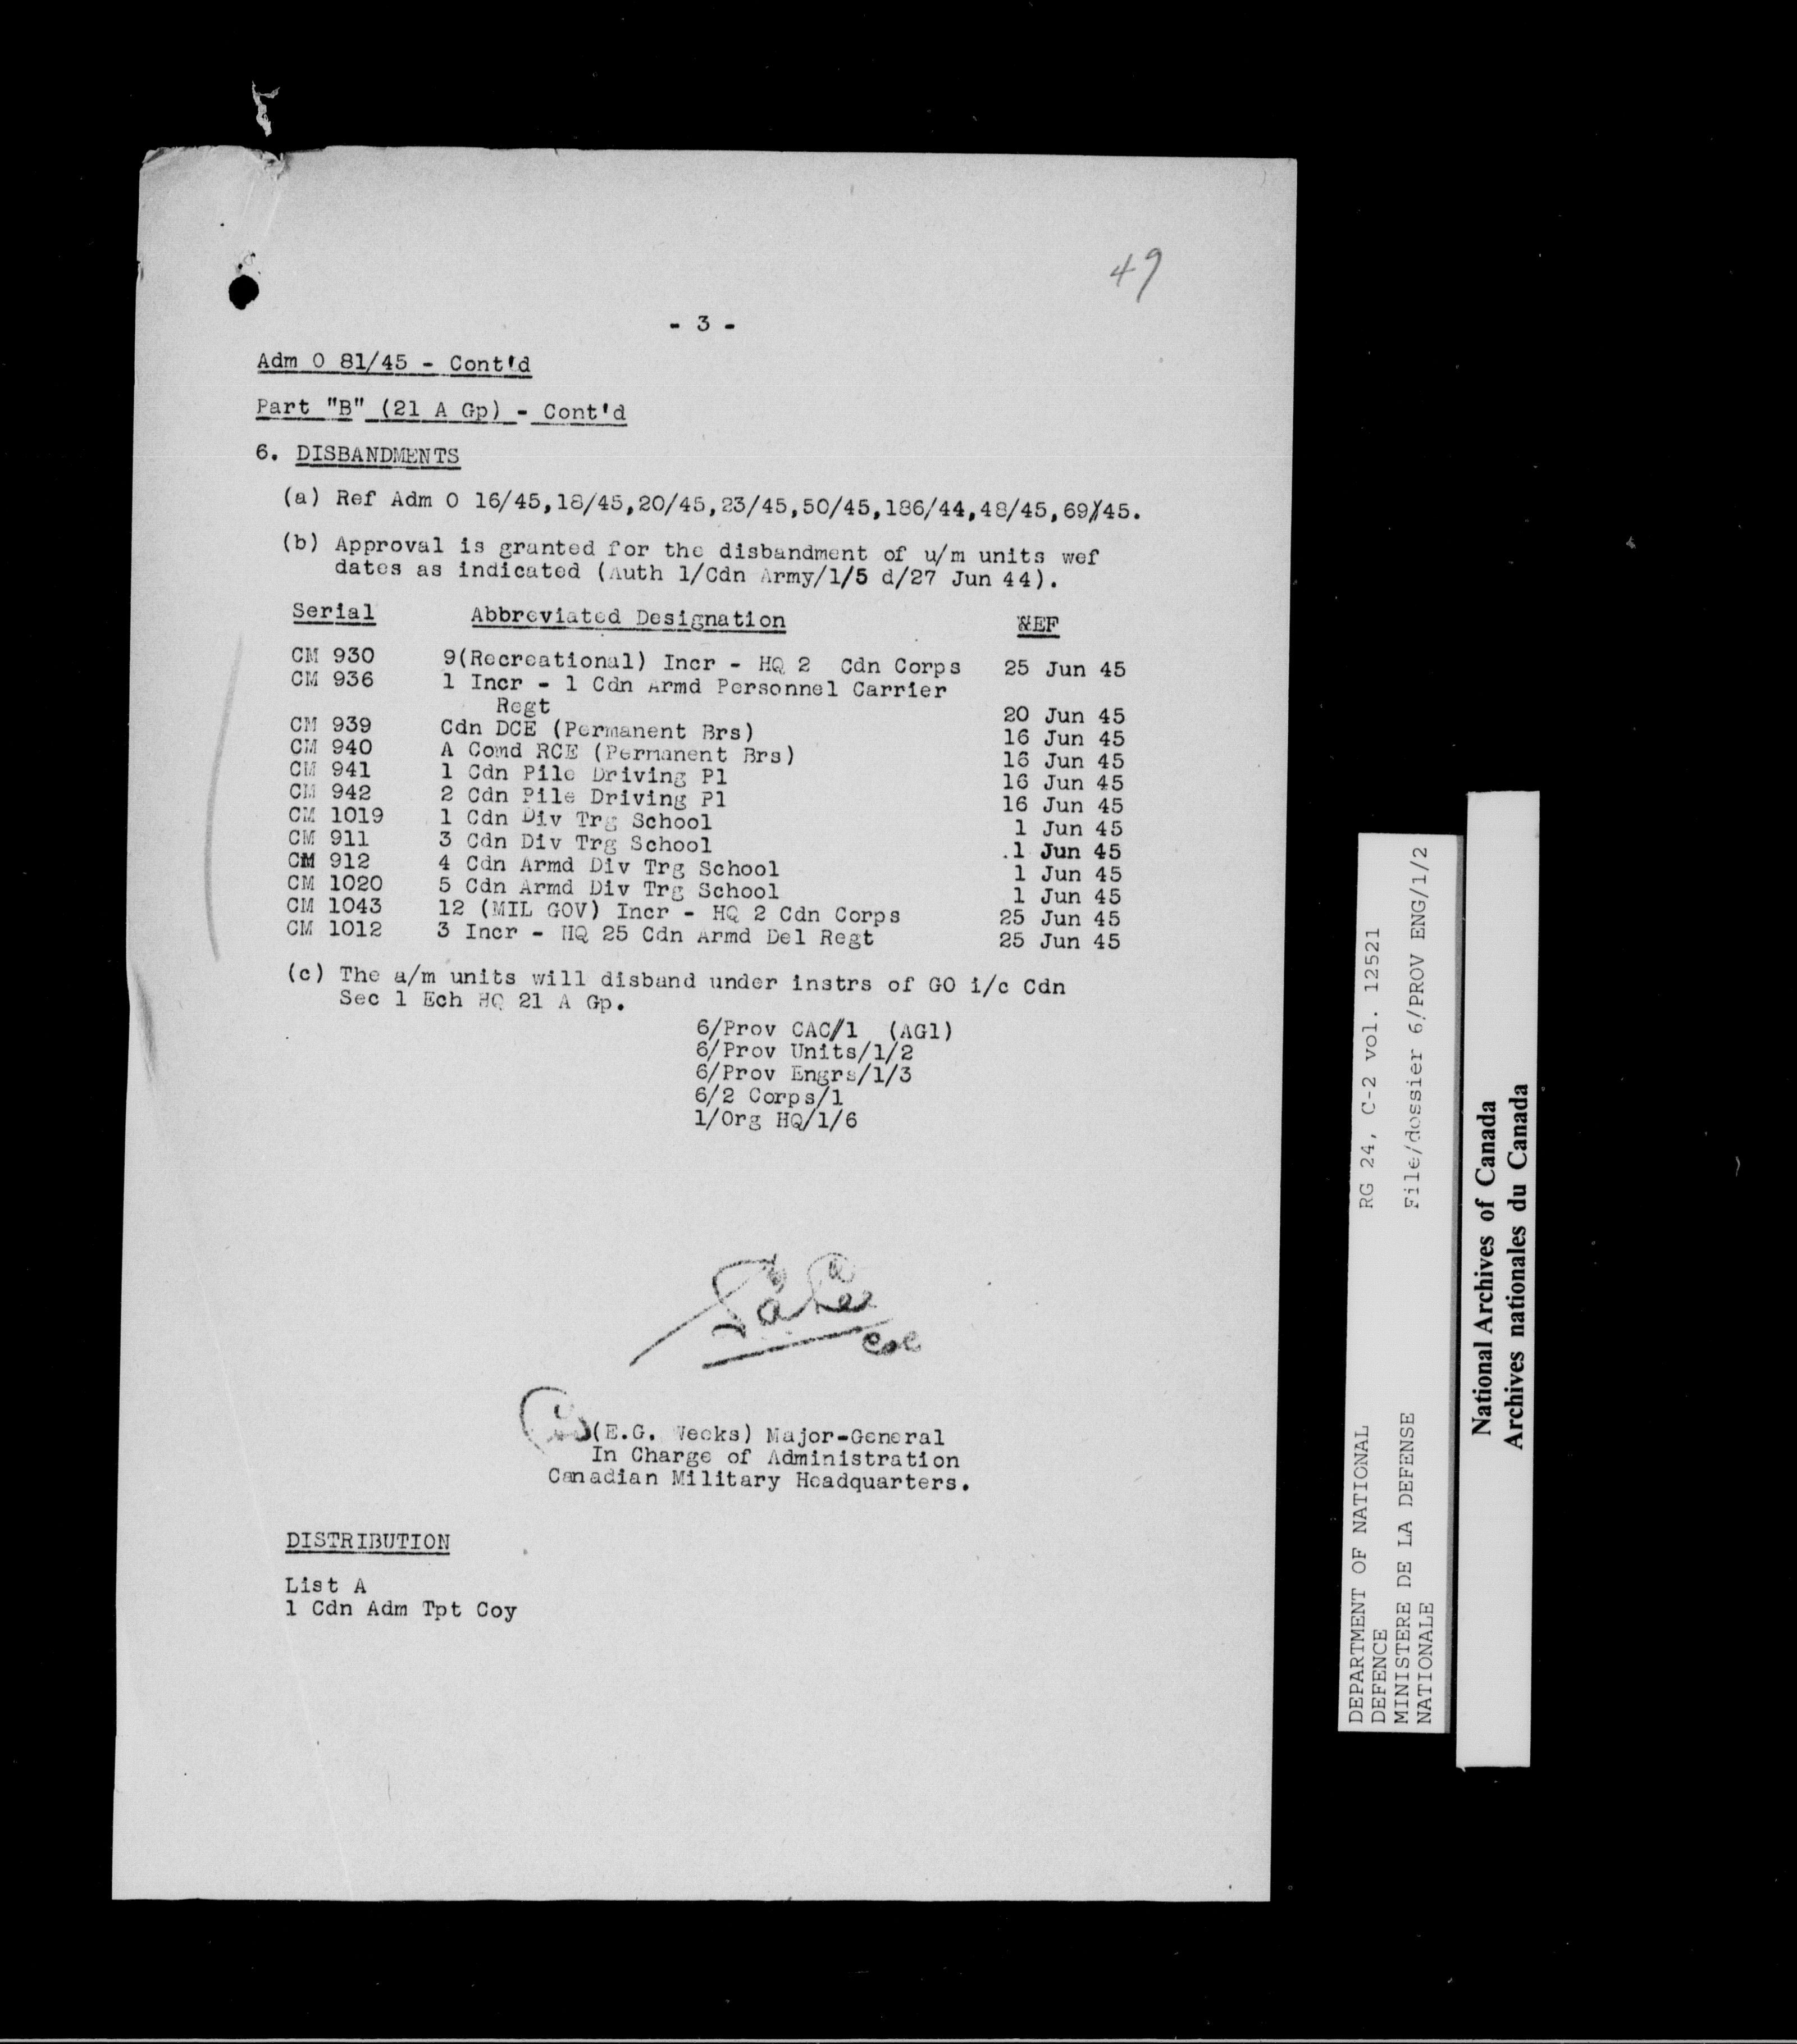 49
- 3 -
Adm O 81/45 - Cont'd
Part "B" (21 A Gp) - Cont'd
6. DISBANDMENTS
(a) Ref Adm O 16/45,18/45,20/45,23/45,50/45,186/44,48/45,69/45.
(b) Approval is granted for the disbandment of u/m units wef
dates as indicated (Auth 1/Cdn Army/1/5 d/27 Jun 44).
Serial Abbreviated Designation WEF
CM 930 9(Recreational) Incr - HQ 2 Cdn Corps 25 Jun 45
CM 936 1 Incr - 1 Cdn Armd Personnel Carrier
Regt 20 Jun 45
CM 939 Cdn DCE (Permanent Brs) 16 Jun 45
CM 940 A Comd RCE (Permanent Brs) 16 Jun 45
CM 941 1 Cdn Pile Driving Pl 16 Jun 45
CM 942 2 Cdn Pile Driving Pl 16 Jun 45
CM 1019 1 Cdn Div Trg School 1 Jun 45
CM 911 3 Cdn Div Trg School .1 Jun 45
CM 912 4 Cdn Armd Div Trg School 1 Jun 45
CM 1020 5 Cdn Armd Div Trg School 1 Jun 45
CM 1043 12 (MIL GOV) Incr - HQ 2 Cdn Corps 25 Jun 45
CM 1012 3 Incr - HQ 25 Cdn Armd Del Regt 25 Jun 45
(c) The a/m units will disband under instrs of GO i/c Cdn
Sec 1 Ech HQ 21 A Gp.
6/Prov CAC/1 (AG1)
6/Prov Units/1/2
6/Prov Engrs/1/3
6/2 Corps/1
1/Org HQ/1/6
(E.G. Weeks) Major-General
In Charge of Administration
Canadian Military Headquarters.
DISTRIBUTION
List A
1 Cdn Adm Tpt Coy
DEPARTMENT OF NATIONAL
DEFENCE
MINISTERE DE LA DEFENSE
NATIONALE
RG 24, C-2 vol. 12521
File/dossier 6/PROV ENG/1/2
National Archives of Canada
Archives nationales du Canada